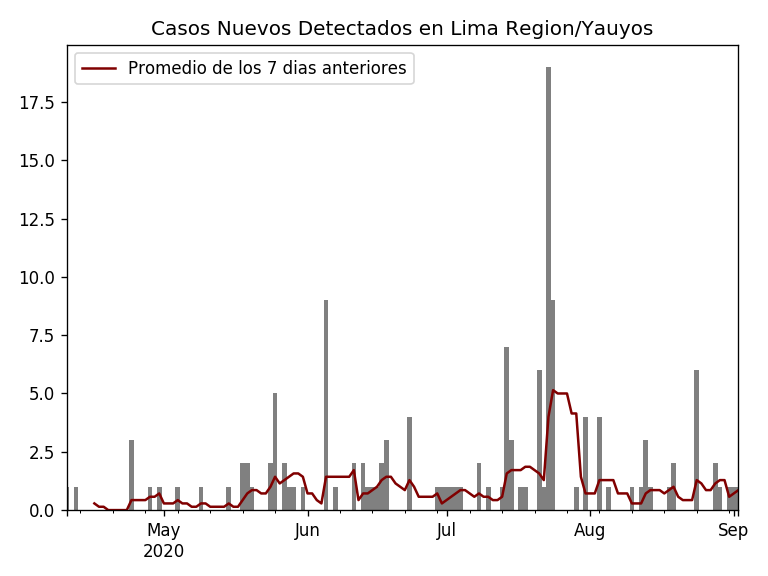 Casos Nuevos Detectados en Lima Region/Yauyos
Promedio de los 7 dias anteriores
17.5
15.0
12.5
10.0
7.5
5.0
2.5
0.0
May
2020
Jun
Jul
Aug
Sep